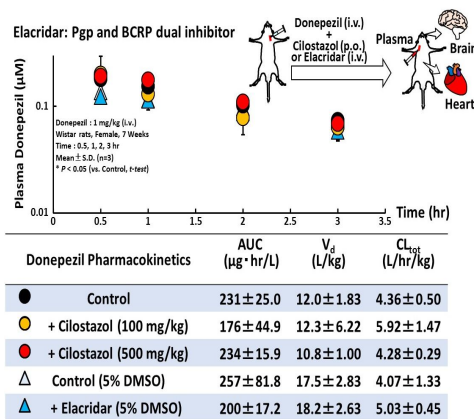 Elacridar: Pgp and BCRP dual inhibitor
Donepezil (i.v.)
+
Cilostazol (p.o.)
or Elacridar (i.v.)
Plasma
Brain
Heart
Plasma Donepezil (μM)
0.1
0.01
Donepezil : 1 mg/kg (i.v.)
Wistar rats, Female, 7 Weeks
Time : 0.5, 1, 2, 3 hr
Mean ± S.D. (n=3)
* P < 0.05 (vs. Control, t-test)
0 0.5 1 1.5 2 2.5 3 3.5 Time (hr)
Donepezil Pharmacokinetics AUC (μg・hr/L) Vd (L/kg) CLtot (L/hr/kg)
Control 231±25.0 12.0±1.83 4.36±0.50
+ Cilostazol (100 mg/kg) 176±44.9 12.3±6.22 5.92±1.47
+ Cilostazol (500 mg/kg) 234±15.9 10.8±1.00 4.28±0.29
Control (5% DMSO) 257±81.8 17.5±2.83 4.07±1.33
+ Elacridar (5% DMSO) 200±17.2 18.2±2.63 5.03±0.45